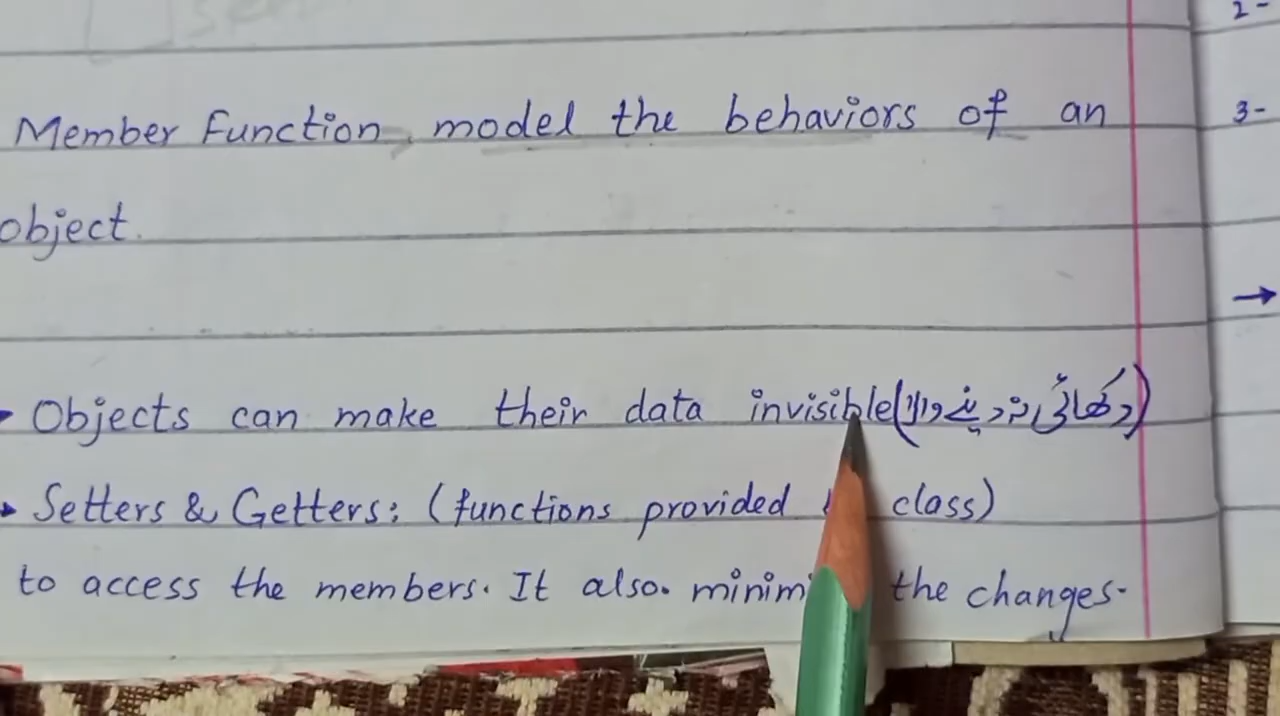 Member Function, model the behaviors of an
object.
Objects can make their data invisible(دکھائی نہ دینے والا)
Setters & Getters: (functions provided class)
to access the members. It also. the changes.
2-
3-
→